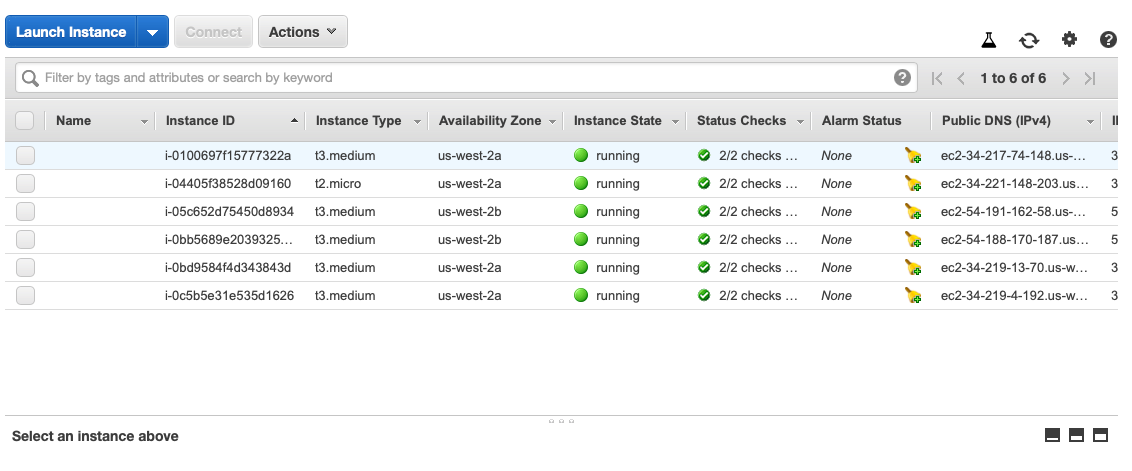 Launch Instance Connect Actions
Filter by tags and attributes or search by keyword ? 1 to 6 of 6 ?
Name Instance ID Instance Type Availability Zone Instance State Status Checks Alarm Status Public DNS (IPv4)
i-0100697f15777322a t3.medium us-west-2a running 2/2 checks ... None ec2-34-217-74-148.us-...  3
i-04405f38528d09160 t2.micro us-west-2a running 2/2 checks ... None ec2-34-221-148-203.us... 3
i-05c652d75450d8934 t3.medium us-west-2b running 2/2 checks ... None ec2-54-191-162-58.us-... 5
i-0bb5689e2039325... t3.medium us-west-2b running 2/2 checks ... None ec2-54-188-170-187.us... 5
i-0bd9584f4d343843d t3.medium us-west-2a running 2/2 checks ... None ec2-34-219-13-70.us-w... 3
i-0c5b5e31e535d1626 t3.medium us-west-2a running 2/2 checks ... None ec2-34-219-4-192.us-w... 3
Select an instance above